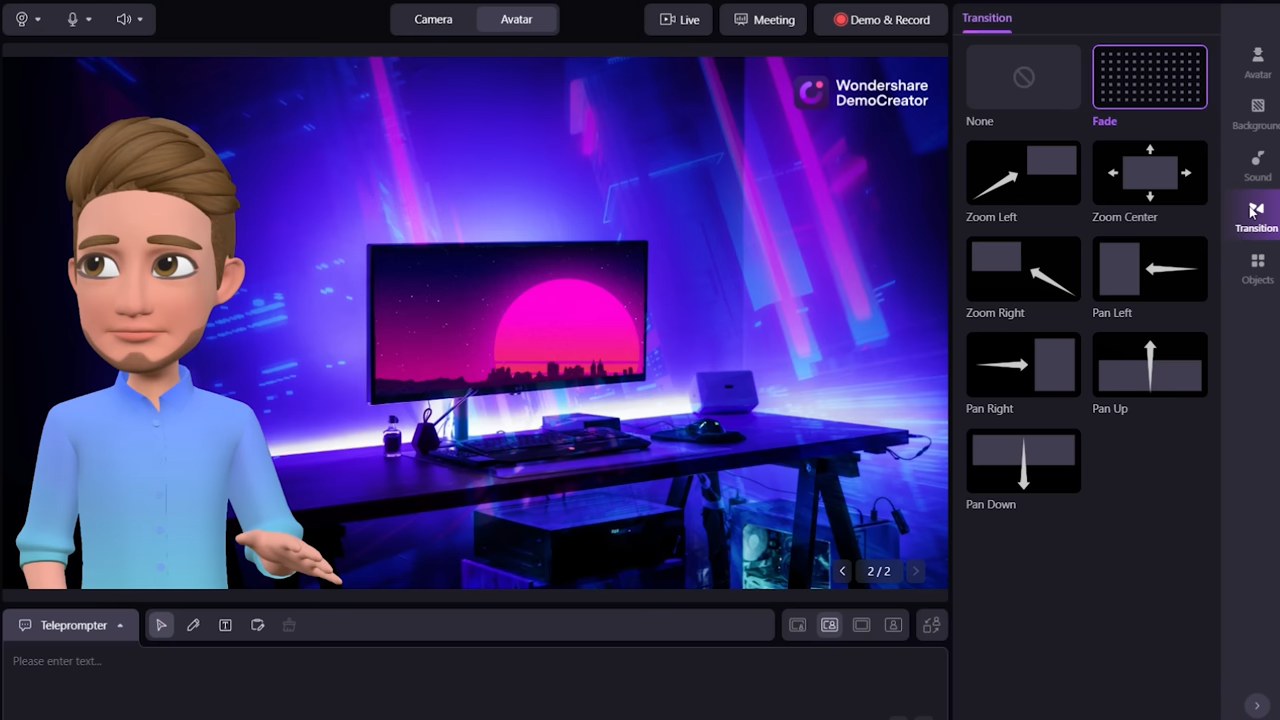 Camera
Avatar
Live
Meeting
Demo & Record
Transition
Wondershare
DemoCreator
None
Fade
Zoom Left
Zoom Center
Zoom Right
Pan Left
Pan Right
Pan Up
Pan Down
Avatar
Backgroun
Sound
Transition
Objects
2 / 2
Teleprompter
Please enter text...